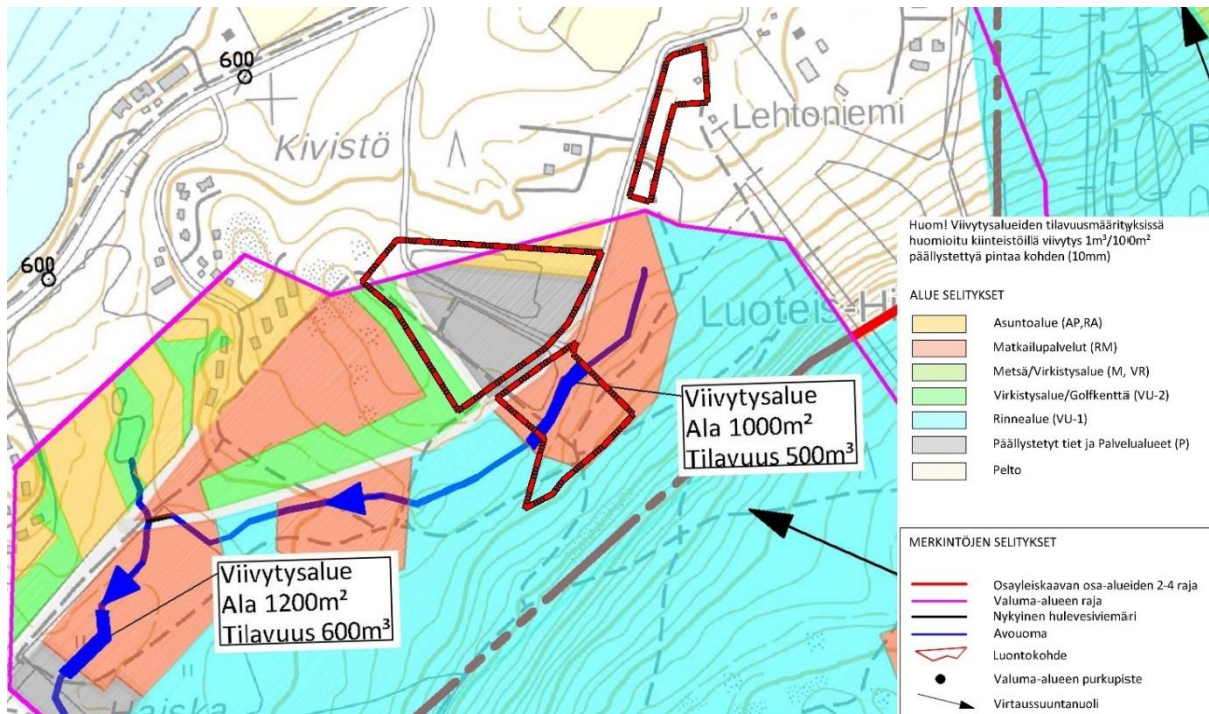 600
Kivistö
Lehtoniemi
600
Luoteis-Hi
Viivytysalue
Ala 1000m²
Tilavuus 500m³
Viivytysalue
Ala 1200m²
Tilavuus 600m³
Haiska
P
Huom! Viivytysalueiden tilavuusmäärityksissä
huomioitu kiinteistöillä viivytys 1m³/100m²
päällystettyä pintaa kohden (10mm)
ALUE SELITYKSET
Asuntoalue (AP,RA)
Matkailupalvelut (RM)
Metsä/Virkistysalue (M, VR)
Virkistysalue/Golfkenttä (VU-2)
Rinnealue (VU-1)
Päällystetyt tiet ja Palvelualueet (P)
Pelto
MERKINTÖJEN SELITYKSET
Osayleiskaavan osa-alueiden 2-4 raja
Valuma-alueen raja
Nykyinen hulevesiviemäri
Avouoma
Luontokohde
Valuma-alueen purkupiste
Virtaussuuntanuoli